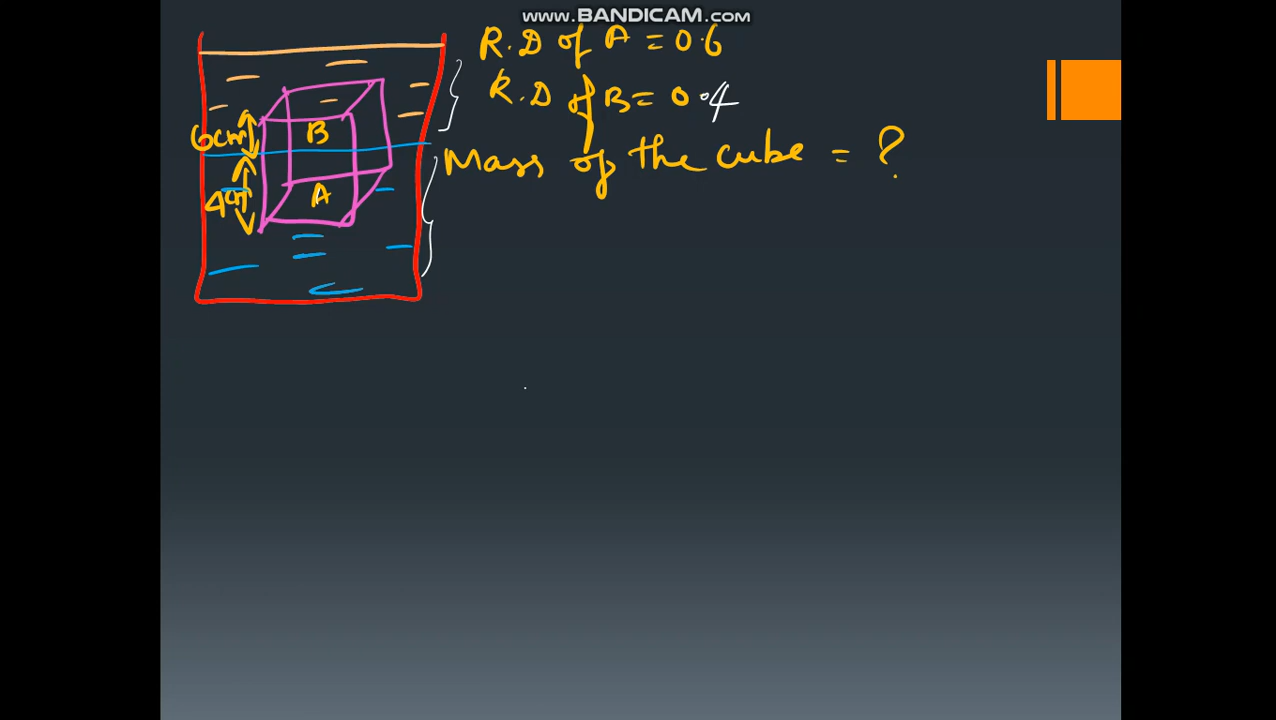 www.BANDICAM.com
R.D of A = 0.6
R.D of B = 0.4
Mass of the cube = ?
6cm
B
4cm
A